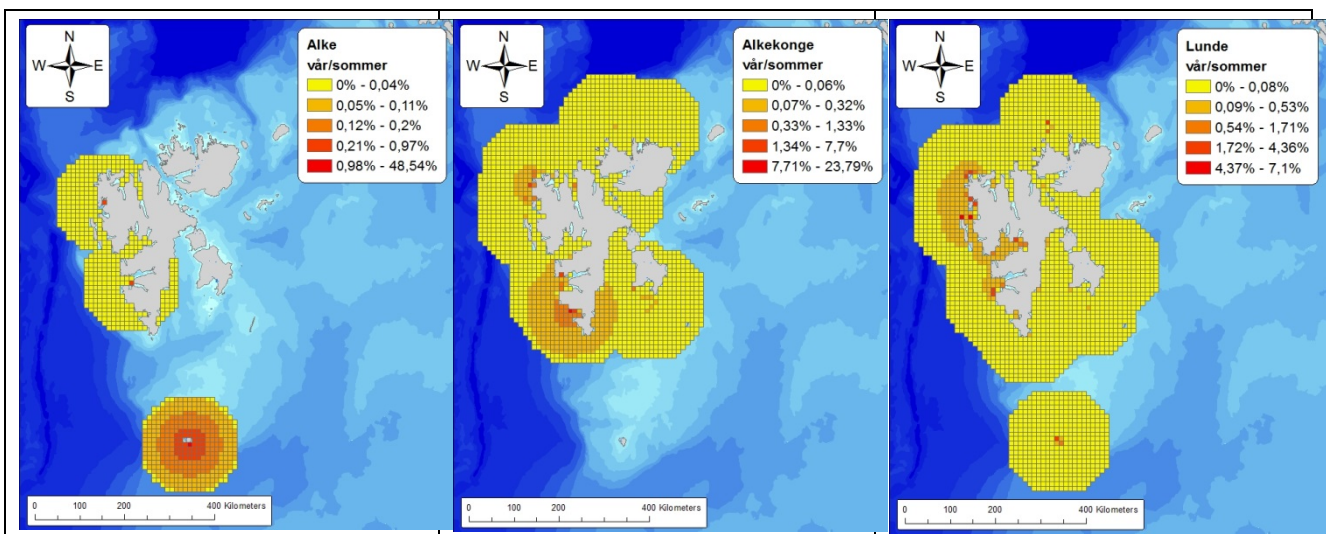 N
W E
S
Alke
vår/sommer
0% - 0,04%
0,05% - 0,11%
0,12% - 0,2%
0,21% - 0,97%
0,98% - 48,54%
0 100 200 400 Kilometers
N
W E
S
Alkekonge
vår/sommer
0% - 0,06%
0,07% - 0,32%
0,33% - 1,33%
1,34% - 7,7%
7,71% - 23,79%
0 100 200 400 Kilometers
N
W E
S
Lunde
vår/sommer
0% - 0,08%
0,09% - 0,53%
0,54% - 1,71%
1,72% - 4,36%
4,37% - 7,1%
0 100 200 400 Kilometers